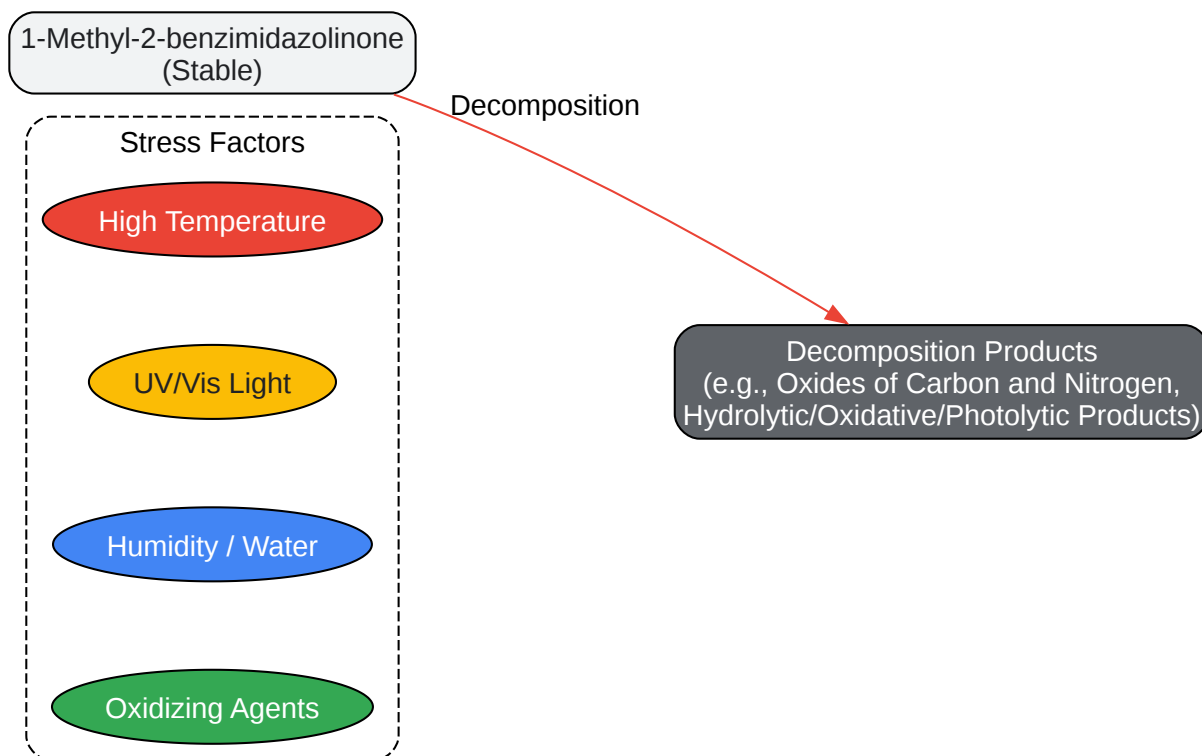 1-Methyl-2-benzimidazolinone
(Stable)
Decomposition
Stress Factors
High Temperature
UV/Vis Light
Humidity / Water
Oxidizing Agents
Decomposition Products
(e.g., Oxides of Carbon and Nitrogen,
Hydrolytic/Oxidative/Photolytic Products)